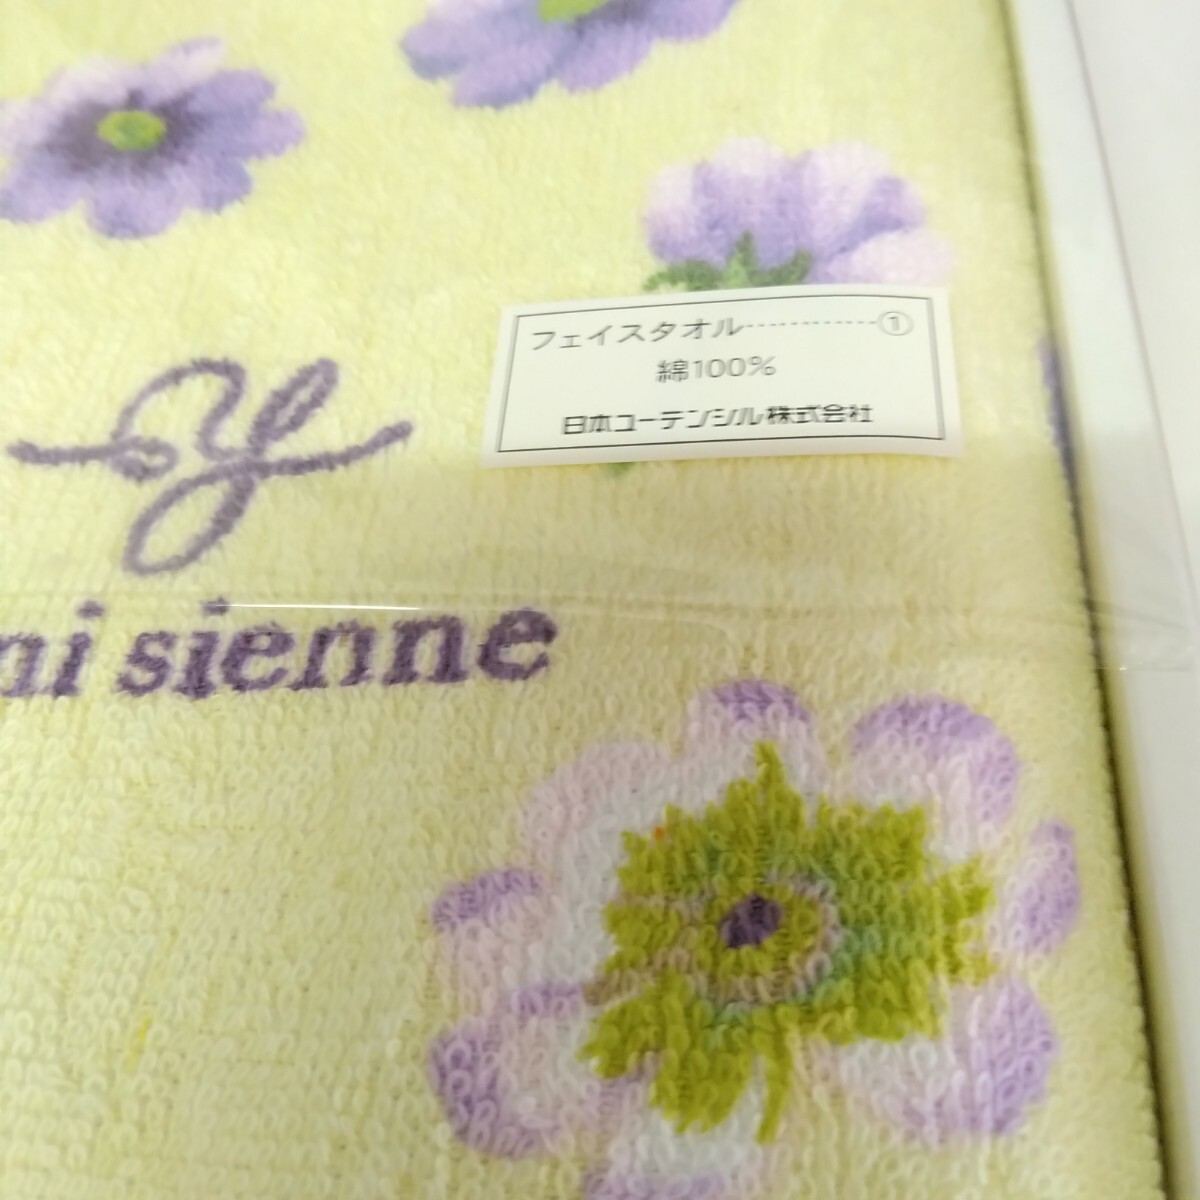 フェイスタオル…………①
綿100%
日本ユーテンシル株式会社
y
ni sienne